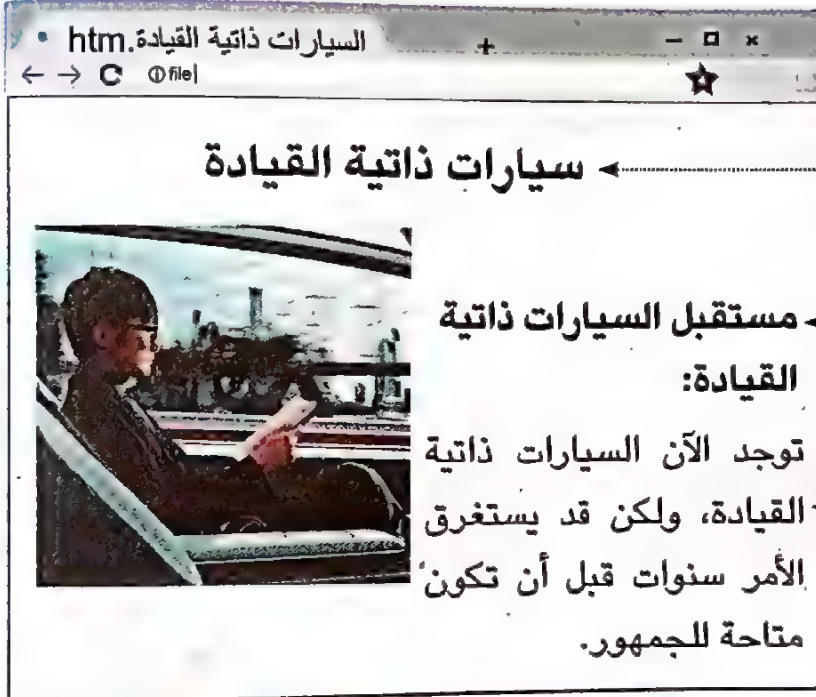 السيارات ذاتية القيادة.htm
file
سيارات ذاتية القيادة
مستقبل السيارات ذاتية
القيادة:
توجد الآن السيارات ذاتية
القيادة، ولكن قد يستغرق
الأمر سنوات قبل أن تكون
متاحة للجمهور.